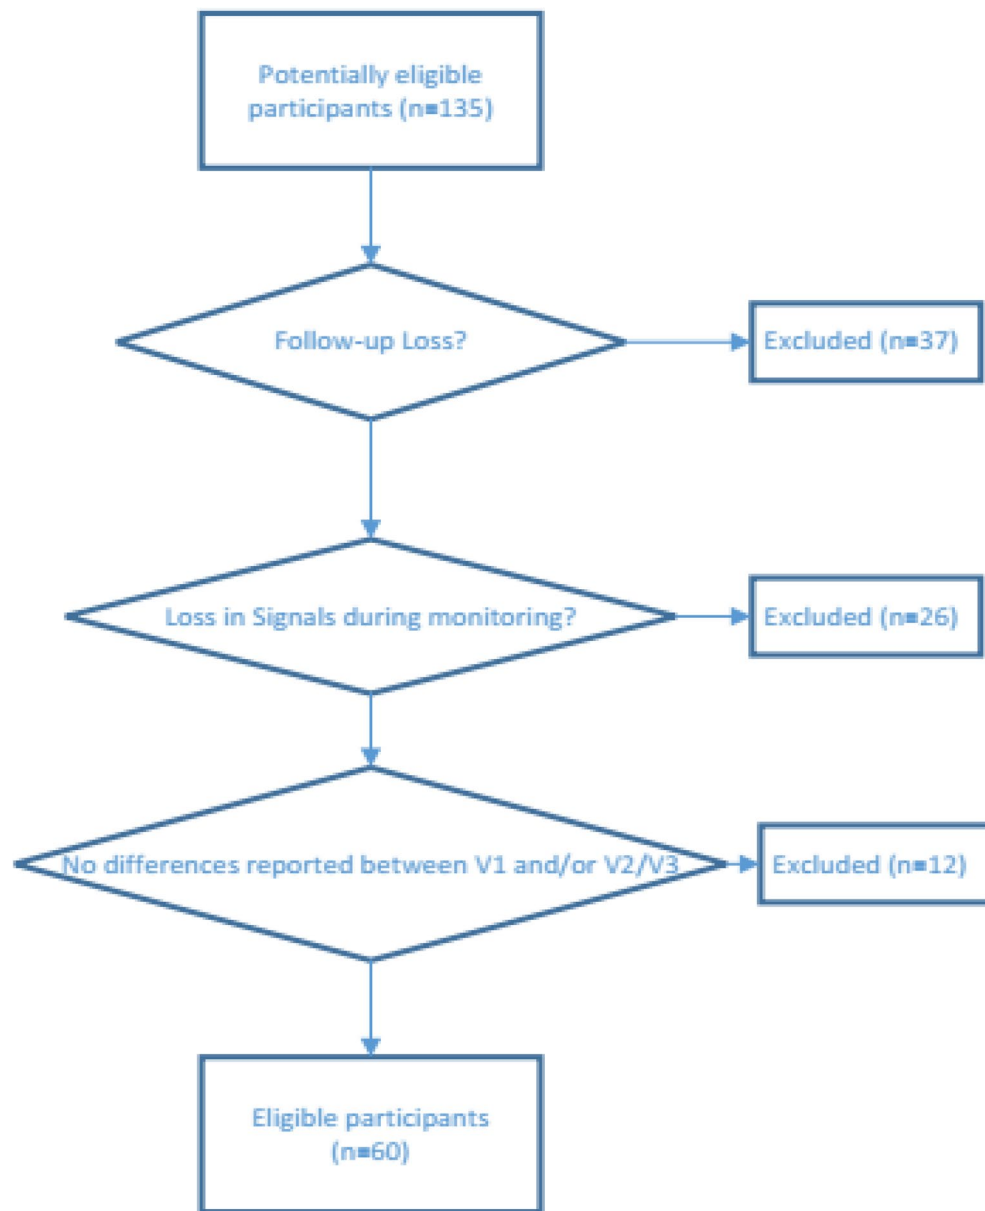 Potentially eligible
participants (n=135)
Follow-up Loss?
Excluded (n=37)
Loss in Signals during monitoring?
Excluded (n=26)
No differences reported between V1 and/or V2/V3
Excluded (n=12)
Eligible participants
(n=60)